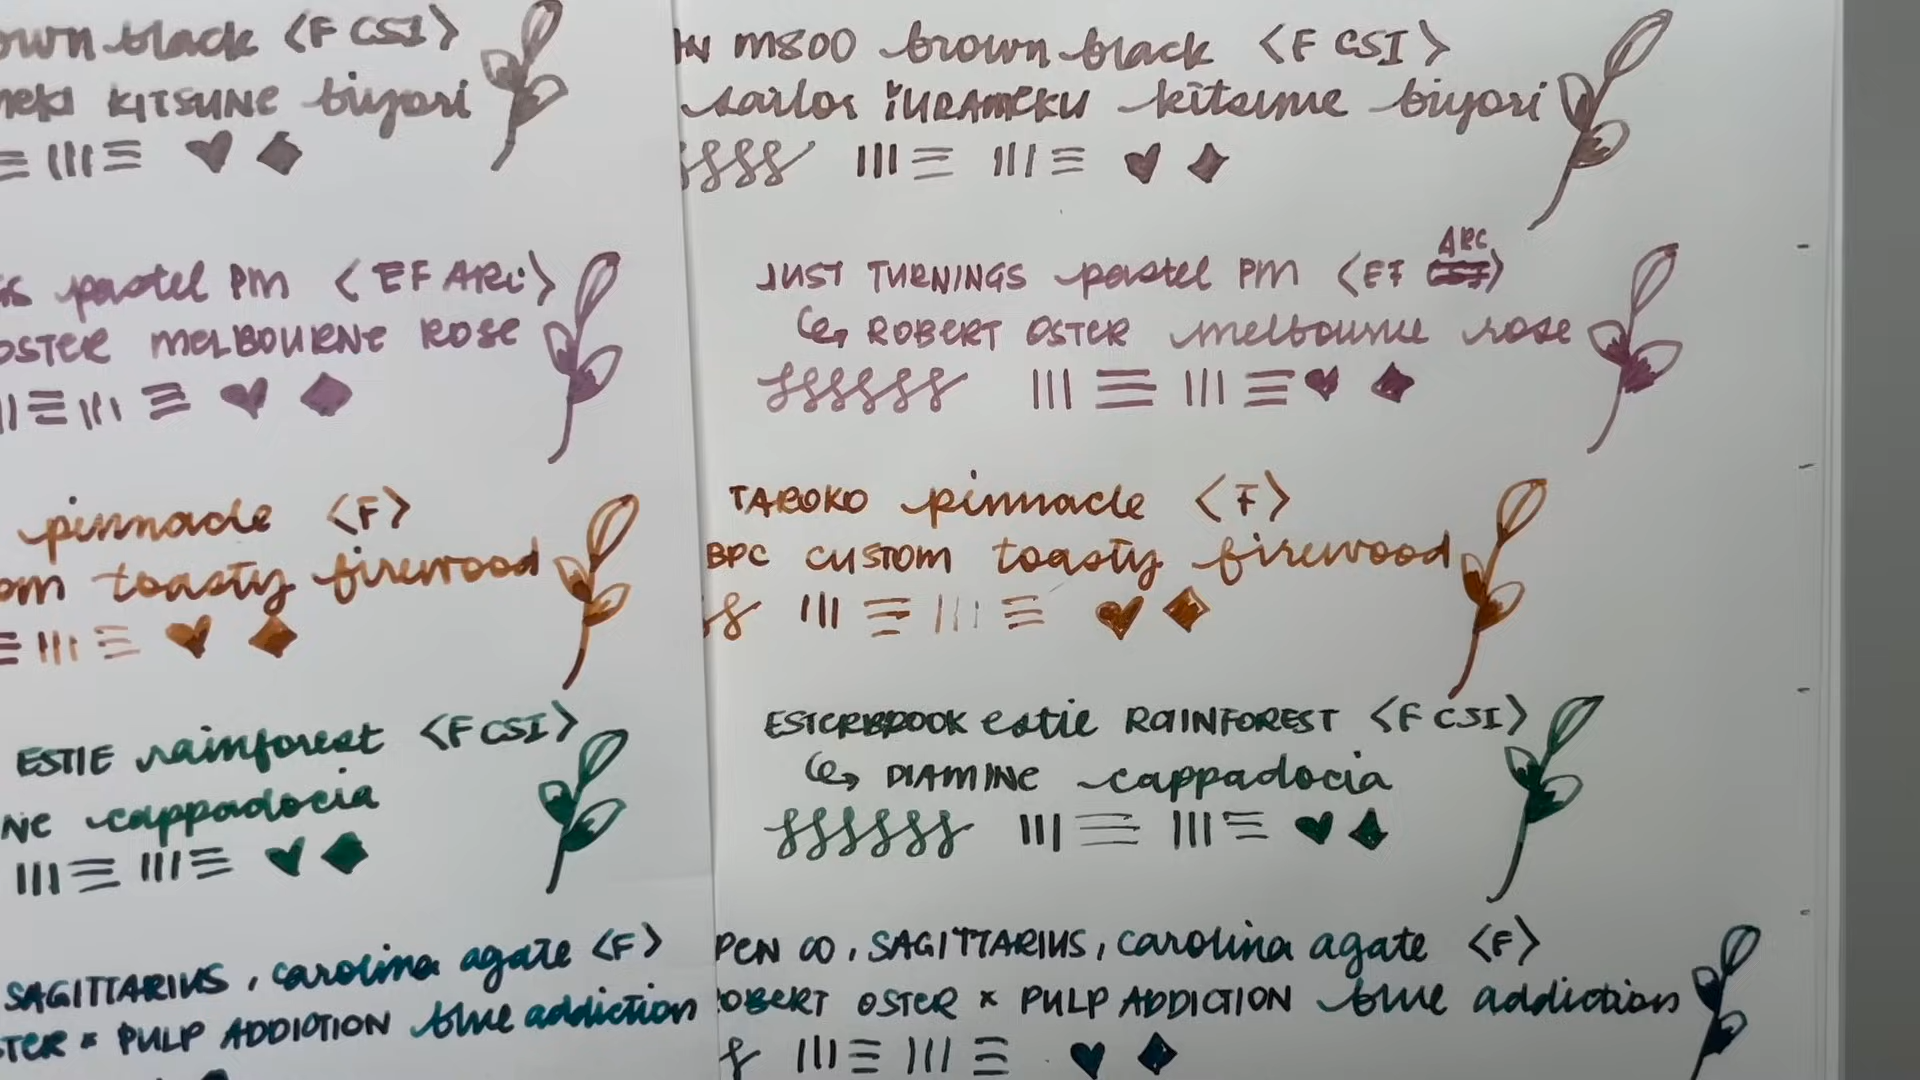 own black <F CSI>
KITSUNE biyori
pastel PM <EF ARC>
OSTER MELBOURNE ROSE
pinnacle <F>
om toasty firewood
ESTIE rainforest <F CSI>
NE cappadocia
SAGITTARIUS, carolina agate <F>
STER x PULP ADDICTION blue addiction
M800 brown black <F CSI>
kitsune biyori
JUST TURNINGS pastel PM <EF ARC>
ROBERT OSTER melbourne rose
TAROKO pinnacle <F>
BPC CUSTOM toasty firewood
ESTERBROOK estie RAINFOREST <F CSI>
DIAMINE cappadocia
PEN CO, SAGITTARIUS, carolina agate <F>
OBERT OSTER x PULP ADDICTION blue addiction